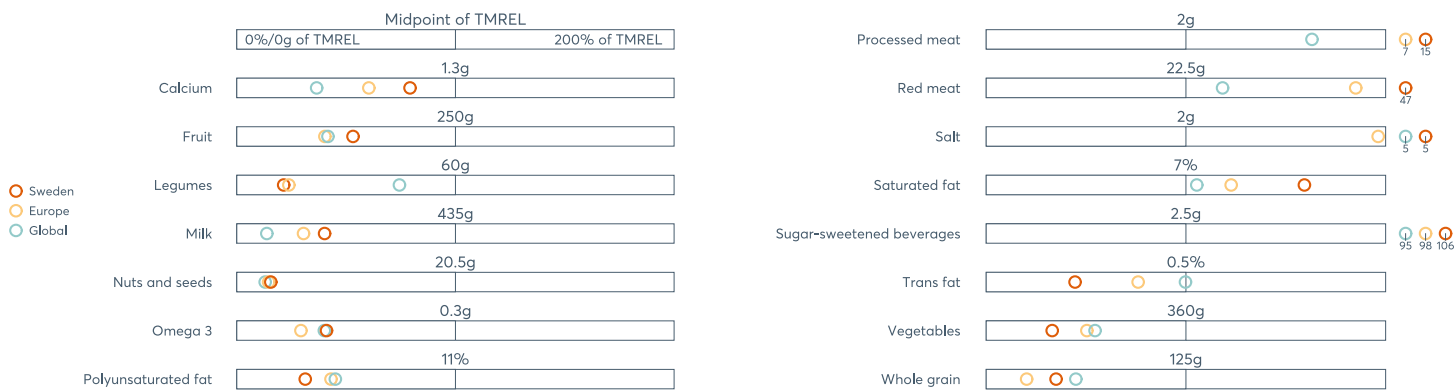 Midpoint of TMREL
0%/0g of TMREL 200% of TMREL
1.3g
Calcium
250g
Fruit
60g
Legumes
435g
Milk
20.5g
Nuts and seeds
0.3g
Omega 3
11%
Polyunsaturated fat
Sweden
Europe
Global
2g
Processed meat
7 15
22.5g
Red meat
47
2g
Salt
5 5
7%
Saturated fat
2.5g
Sugar-sweetened beverages
95 98 106
0.5%
Trans fat
360g
Vegetables
125g
Whole grain